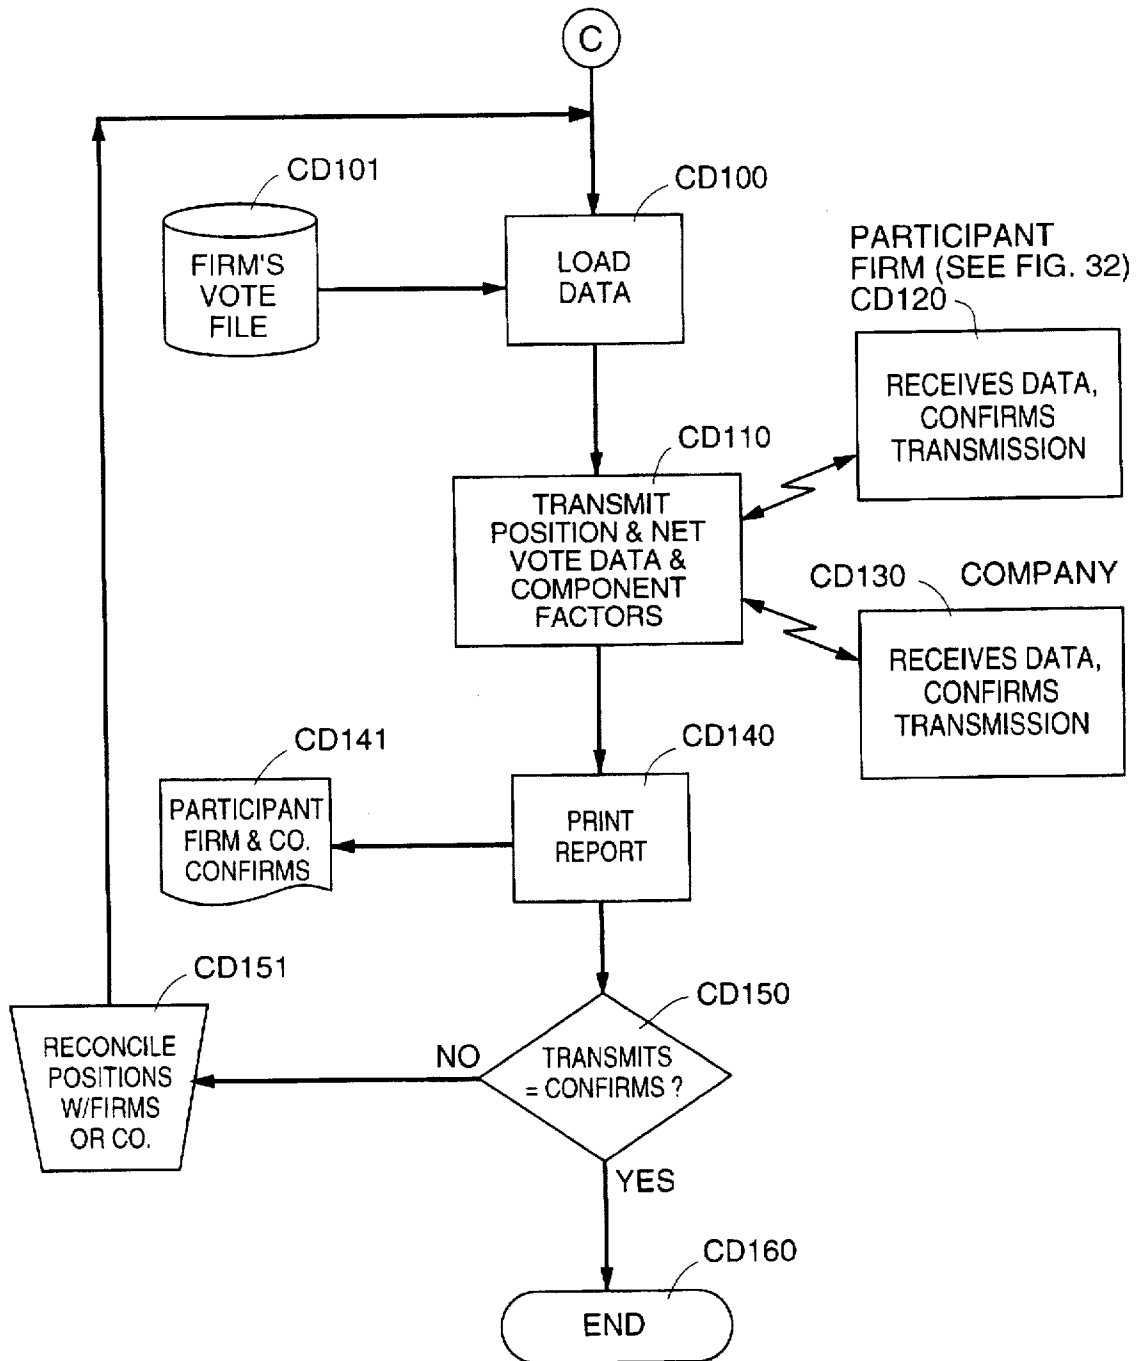 C
CD101
FIRM'S
VOTE
FILE
CD100
LOAD
DATA
PARTICIPANT
FIRM (SEE FIG. 32)
CD120
RECEIVES DATA,
CONFIRMS
TRANSMISSION
CD110
TRANSMIT
POSITION & NET
VOTE DATA &
COMPONENT
FACTORS
CD130 COMPANY
RECEIVES DATA,
CONFIRMS
TRANSMISSION
CD141
PARTICIPANT
FIRM & CO.
CONFIRMS
CD140
PRINT
REPORT
CD151
RECONCILE
POSITIONS
W/FIRMS
OR CO.
NO
CD150
TRANSMITS
= CONFIRMS ?
YES
CD160
END